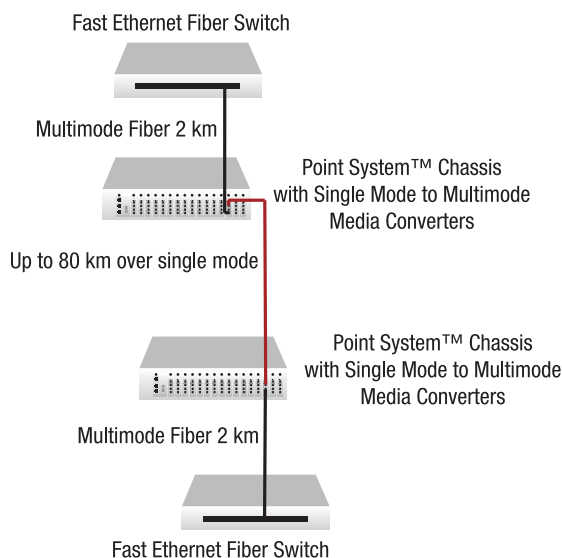 Fast Ethernet Fiber Switch
Multimode Fiber 2 km
Point System™ Chassis
with Single Mode to Multimode
Media Converters
Up to 80 km over single mode
Point System™ Chassis
with Single Mode to Multimode
Media Converters
Multimode Fiber 2 km
Fast Ethernet Fiber Switch